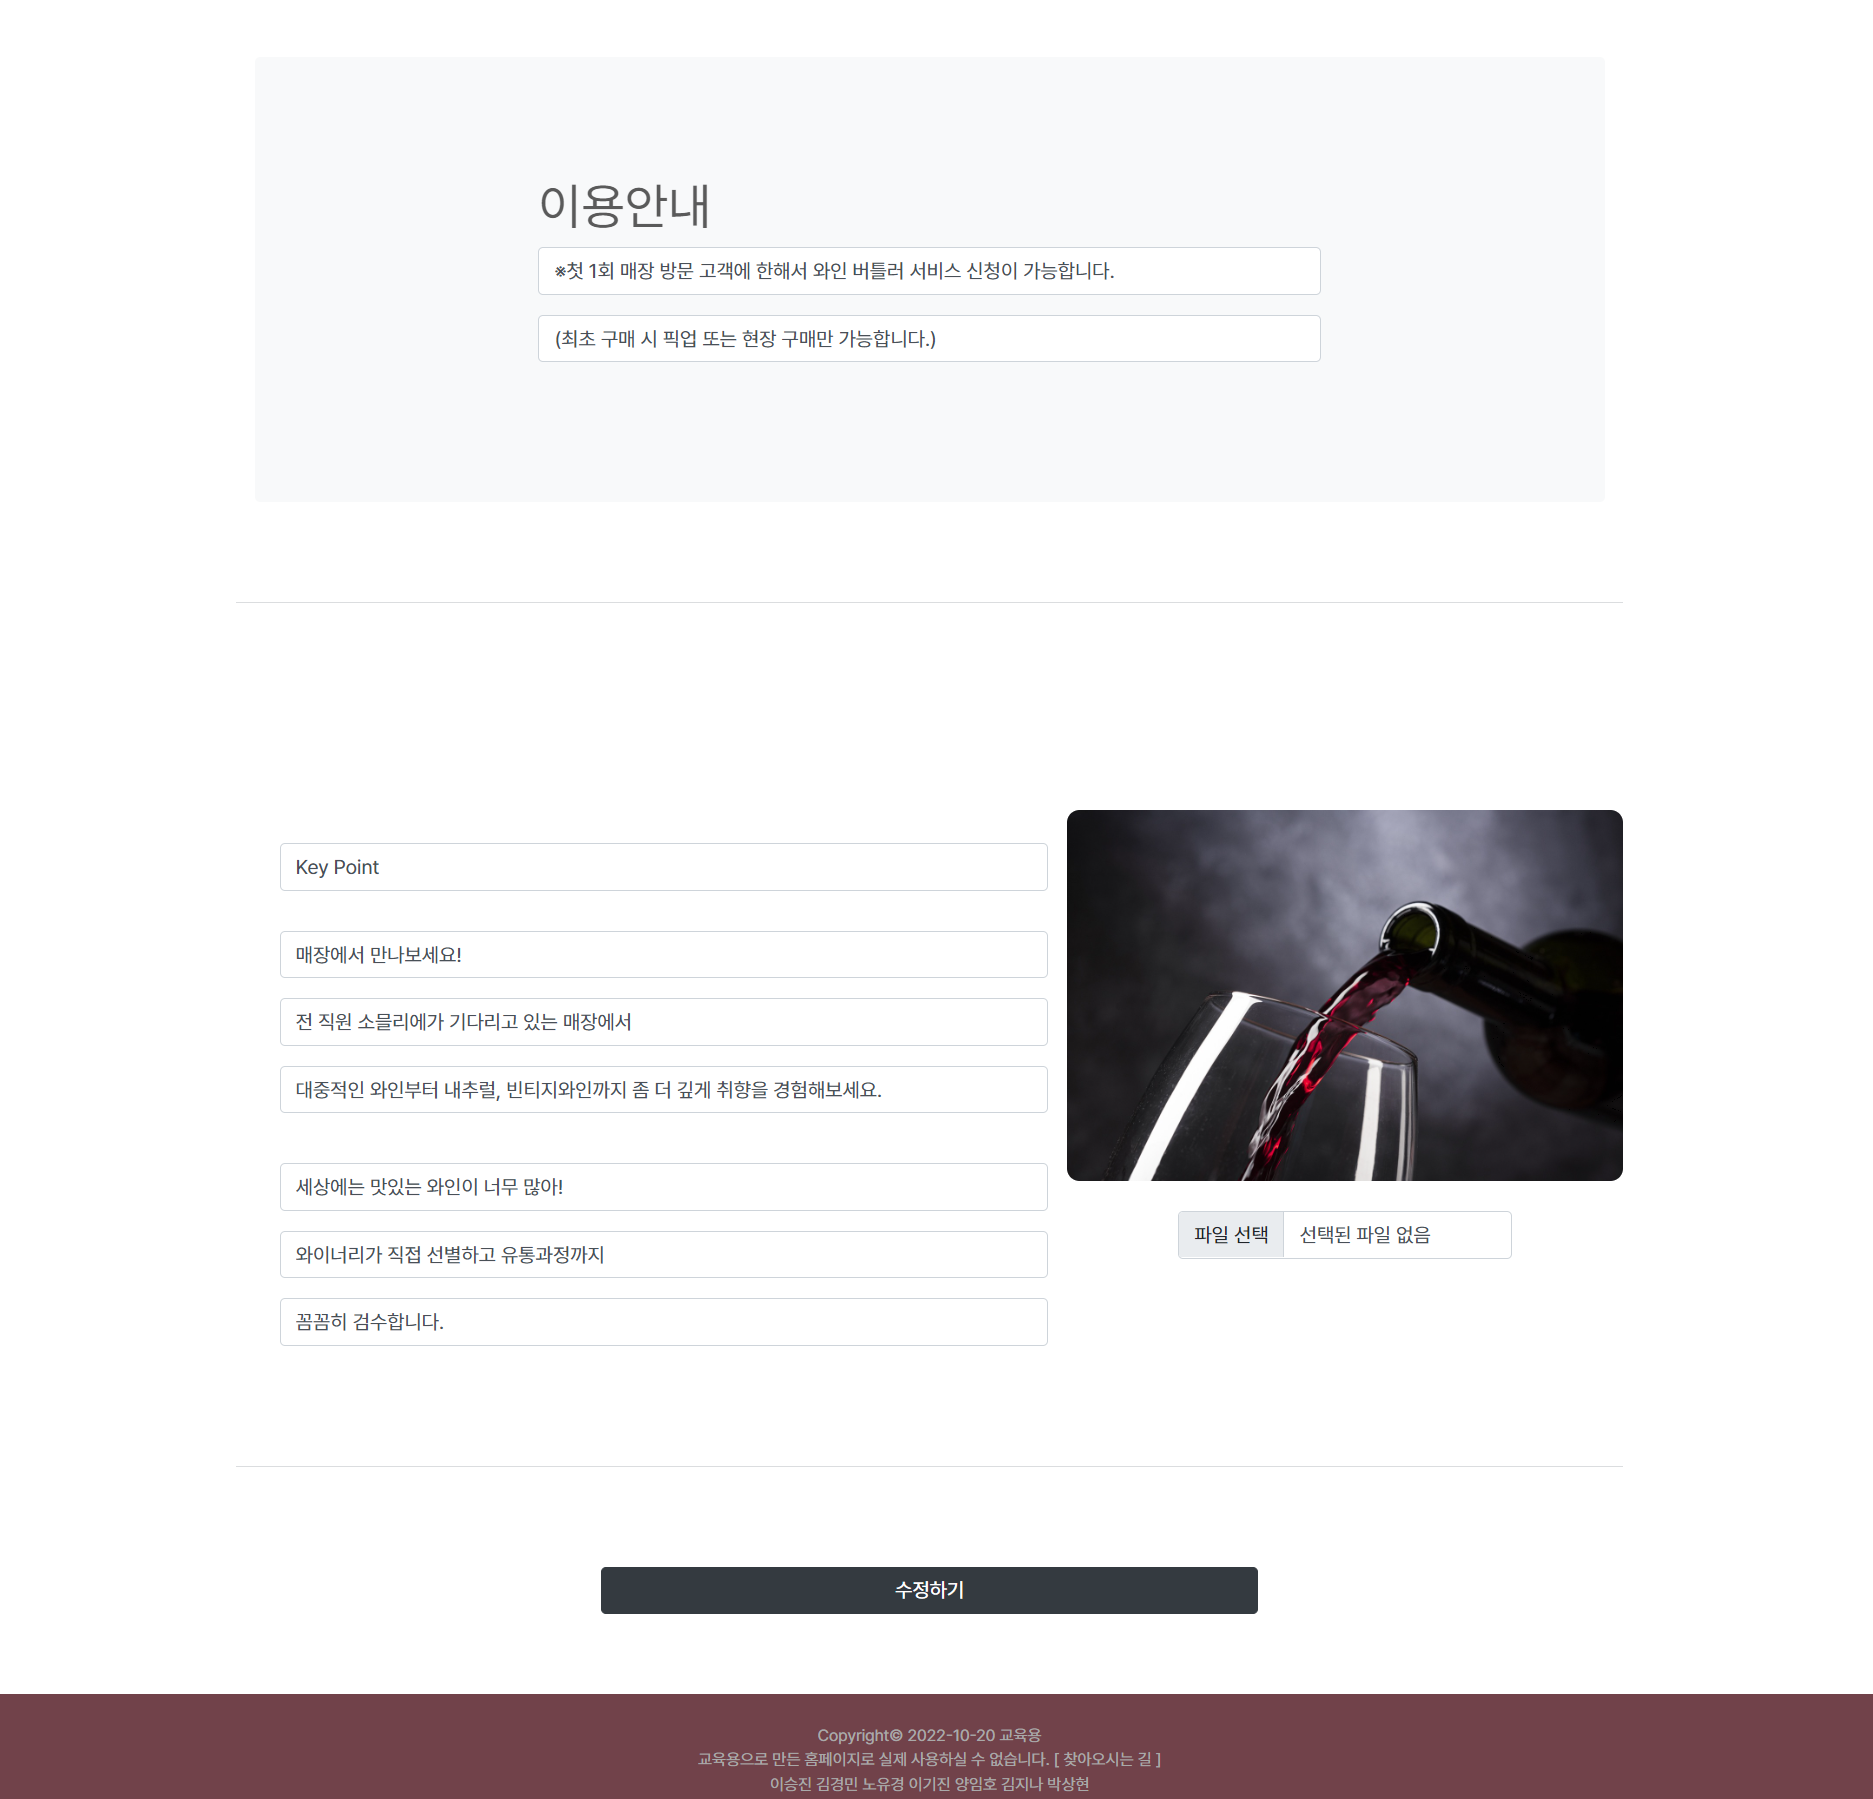 이용안내
※첫 1회 매장 방문 고객에 한해서 와인 버틀러 서비스 신청이 가능합니다.
(최초 구매 시 픽업 또는 현장 구매만 가능합니다.)
Key Point
매장에서 만나보세요!
전 직원 소믈리에가 기다리고 있는 매장에서
대중적인 와인부터 내추럴, 빈티지와인까지 좀 더 깊게 취향을 경험해보세요.
세상에는 맛있는 와인이 너무 많아!
와이너리가 직접 선별하고 유통과정까지
꼼꼼히 검수합니다.
파일 선택 선택된 파일 없음
수정하기
Copyright© 2022-10-20 교육용
교육용으로 만든 홈페이지로 실제 사용하실 수 없습니다. [ 찾아오시는 길 ]
이승진 김경민 노유경 이기진 양임호 김지나 박상현